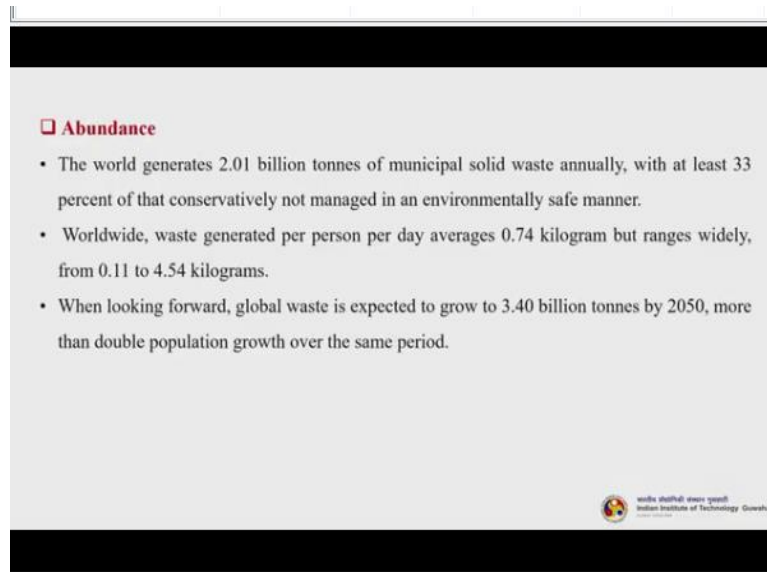 ❑ Abundance
• The world generates 2.01 billion tonnes of municipal solid waste annually, with at least 33
percent of that conservatively not managed in an environmentally safe manner.
• Worldwide, waste generated per person per day averages 0.74 kilogram but ranges widely,
from 0.11 to 4.54 kilograms.
• When looking forward, global waste is expected to grow to 3.40 billion tonnes by 2050, more
than double population growth over the same period.
Indian Institute of Technology